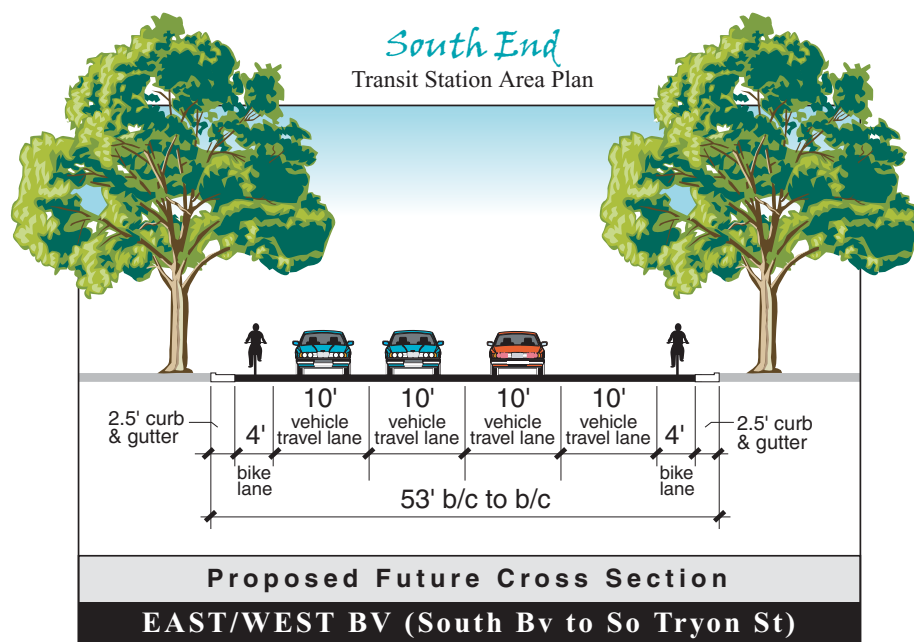 South End
Transit Station Area Plan
2.5' curb
& gutter
4'
bike
lane
10'
vehicle
travel lane
10'
vehicle
travel lane
10'
vehicle
travel lane
10'
vehicle
travel lane
4'
bike
lane
2.5' curb
& gutter
53' b/c to b/c
Proposed Future Cross Section
EAST/WEST BV (South Bv to So Tryon St)